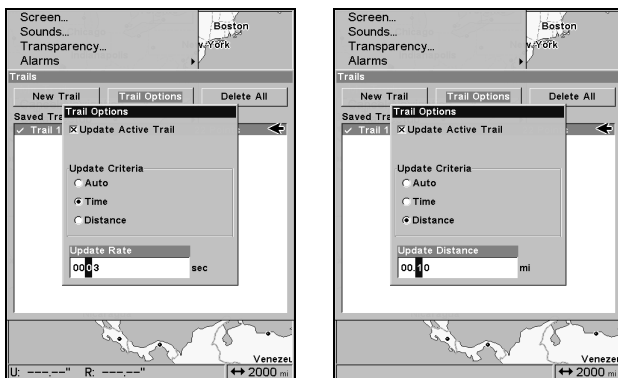 Screen...
Sounds...
Transparency...
Alarms
Boston
York
Trails
New Trail
Trail Options
Delete All
Saved Tra
Trail 1
Trail Options
Update Active Trail
Update Criteria
Auto
Time
Distance
Update Rate
0003 sec
Venezuel
U: ---.--" R: ---.--"
2000 mi
Screen...
Sounds...
Transparency...
Alarms
Boston
York
Trails
New Trail
Trail Options
Delete All
Saved Tra
Trail 1
Trail Options
Update Active Trail
Update Criteria
Auto
Time
Distance
Update Distance
00.10 mi
Venezuel
2000 mi